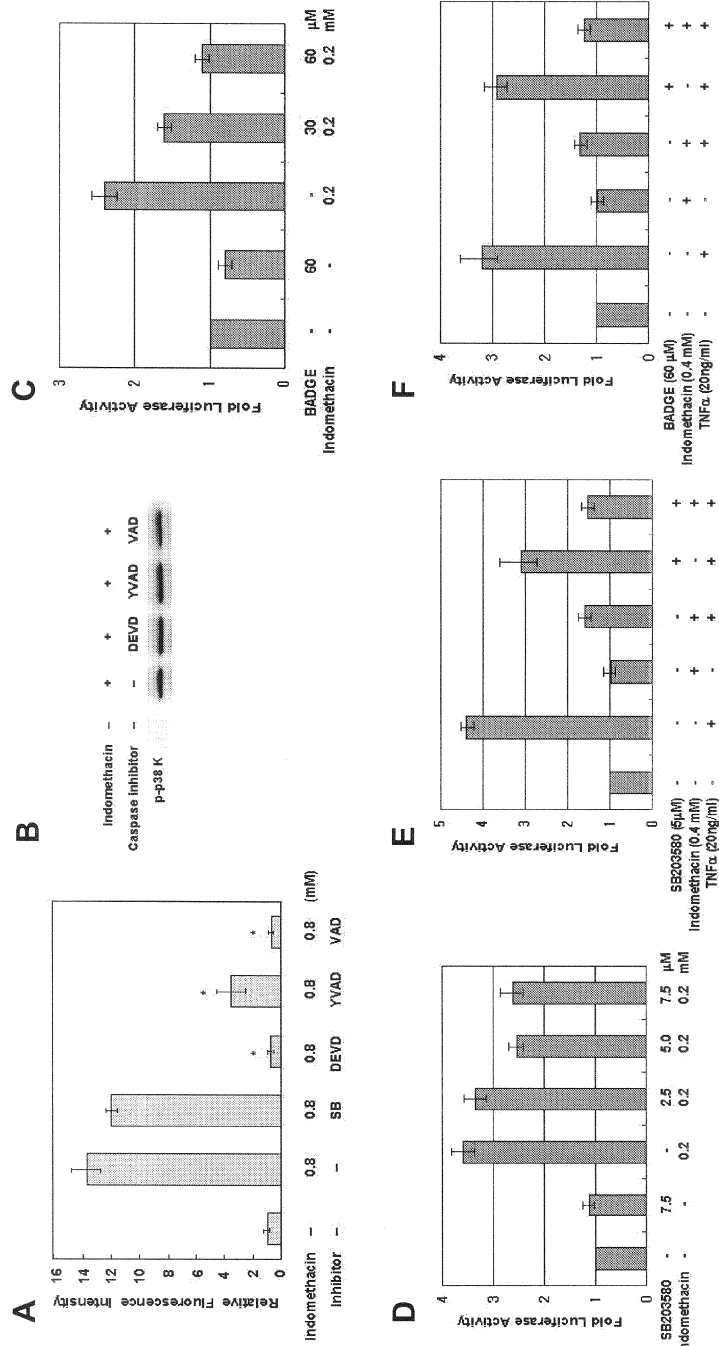 A
Relative Fluorescence Intensity
16
14
12
10
8
6
4
2
0
Indomethacin – 0.8 0.8 0.8 0.8 0.8 (mM)
Inhibitor – – SB DEVD YVAD VAD
* * *
B
Indomethacin – + + + +
Caspase inhibitor – – DEVD YVAD VAD
p-p38 K
C
Fold Luciferase Activity
3
2
1
0
BADGE - 60 - 30 60 µM
Indomethacin - - 0.2 0.2 0.2 mM
D
Fold Luciferase Activity
4
3
2
1
0
SB203580 - 7.5 - 2.5 5.0 7.5 µM
ndomethacin - - 0.2 0.2 0.2 0.2 mM
E
Fold Luciferase Activity
5
4
3
2
1
0
SB203580 (5µM) - - - - + +
Indomethacin (0.4 mM) - - + + - +
TNFα (20ng/ml) - + - + + +
F
Fold Luciferase Activity
4
3
2
1
0
BADGE (60 µM) - - - - + +
Indomethacin (0.4 mM) - - + + - +
TNFα (20ng/ml) - + - + + +